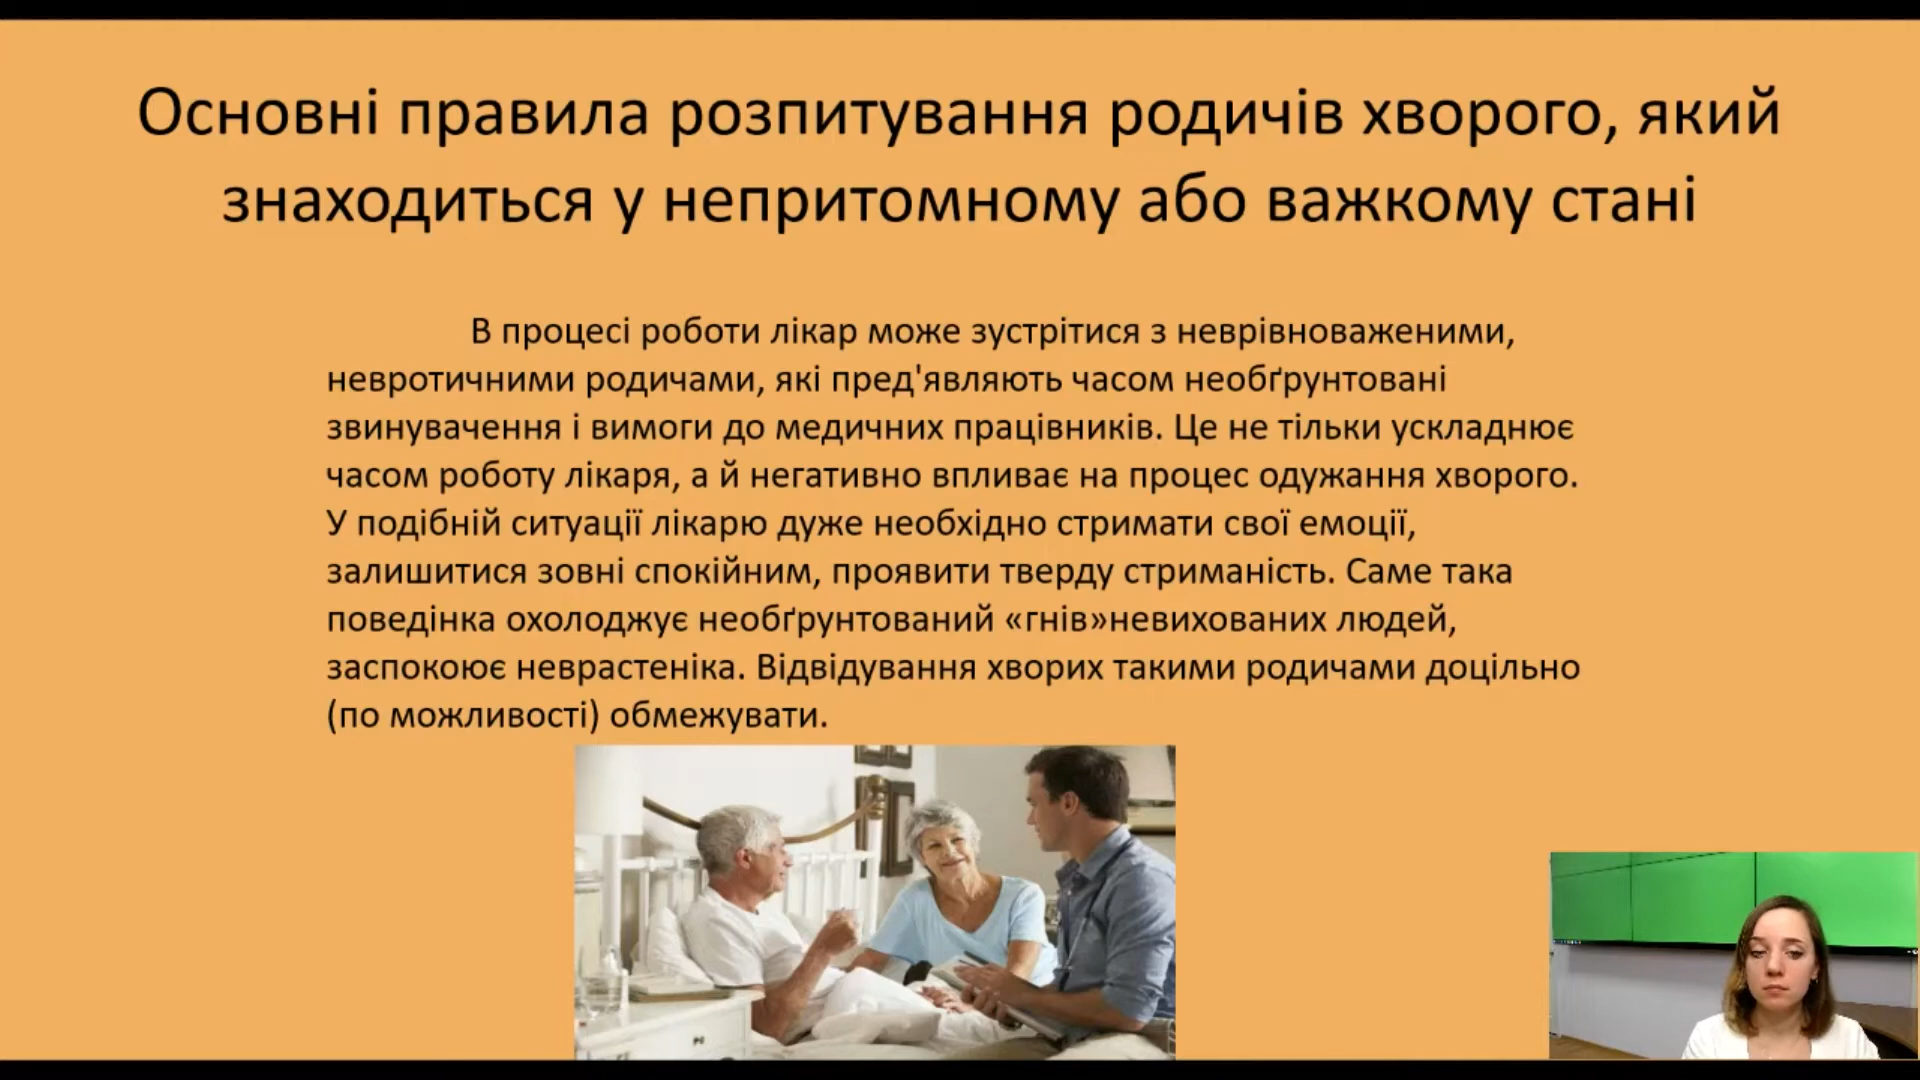 Основні правила розпитування родичів хворого, який
знаходиться у непритомному або важкому стані
В процесі роботи лікар може зустрітися з неврівноваженими,
невротичними родичами, які пред'являють часом необґрунтовані
звинувачення і вимоги до медичних працівників. Це не тільки ускладнює
часом роботу лікаря, а й негативно впливає на процес одужання хворого.
У подібній ситуації лікарю дуже необхідно стримати свої емоції,
залишитися зовні спокійним, проявити тверду стриманість. Саме така
поведінка охолоджує необґрунтований «гнів»невихованих людей,
заспокоює неврастеніка. Відвідування хворих такими родичами доцільно
(по можливості) обмежувати.